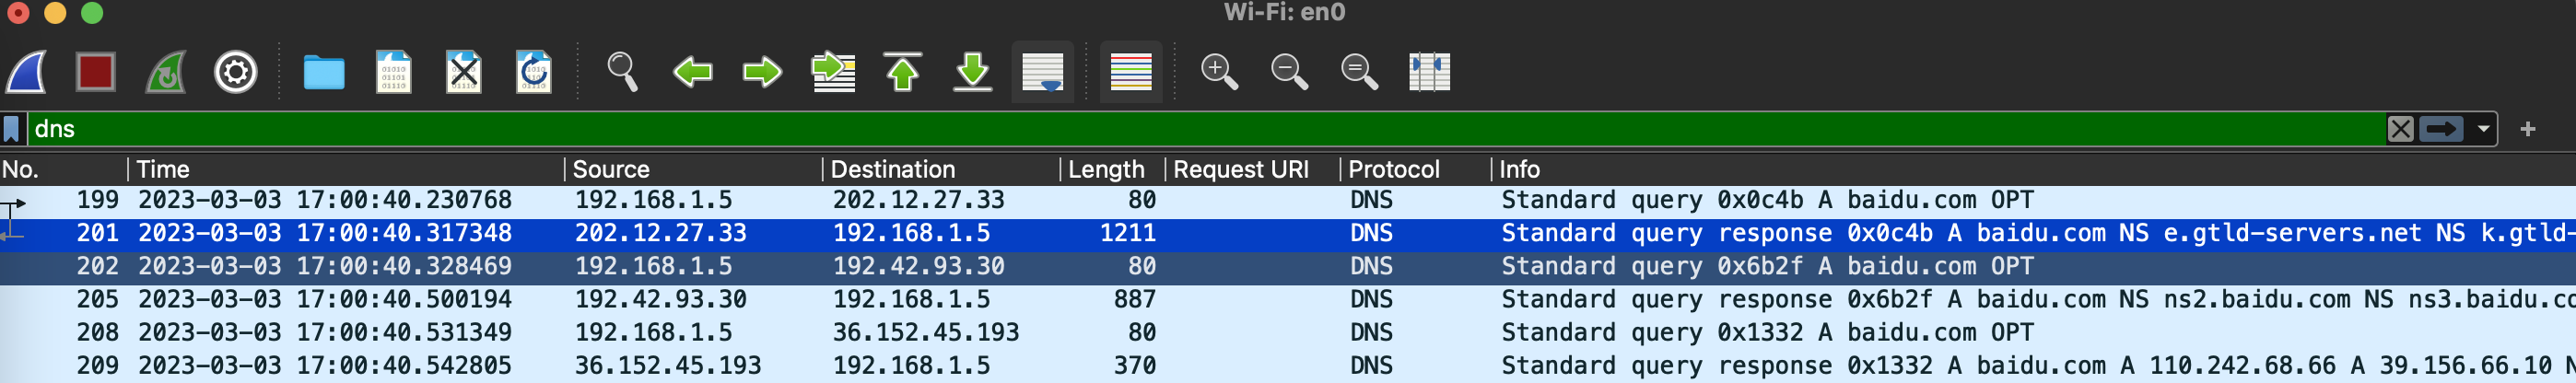 Wi-Fi: en0
dns
No. Time Source Destination Length Request URI Protocol Info
199 2023-03-03 17:00:40.230768 192.168.1.5 202.12.27.33 80 DNS Standard query 0x0c4b A baidu.com OPT
201 2023-03-03 17:00:40.317348 202.12.27.33 192.168.1.5 1211 DNS Standard query response 0x0c4b A baidu.com NS e.gtld-servers.net NS k.gtld-
202 2023-03-03 17:00:40.328469 192.168.1.5 192.42.93.30 80 DNS Standard query 0x6b2f A baidu.com OPT
205 2023-03-03 17:00:40.500194 192.42.93.30 192.168.1.5 887 DNS Standard query response 0x6b2f A baidu.com NS ns2.baidu.com NS ns3.baidu.co
208 2023-03-03 17:00:40.531349 192.168.1.5 36.152.45.193 80 DNS Standard query 0x1332 A baidu.com OPT
209 2023-03-03 17:00:40.542805 36.152.45.193 192.168.1.5 370 DNS Standard query response 0x1332 A baidu.com A 110.242.68.66 A 39.156.66.10 N